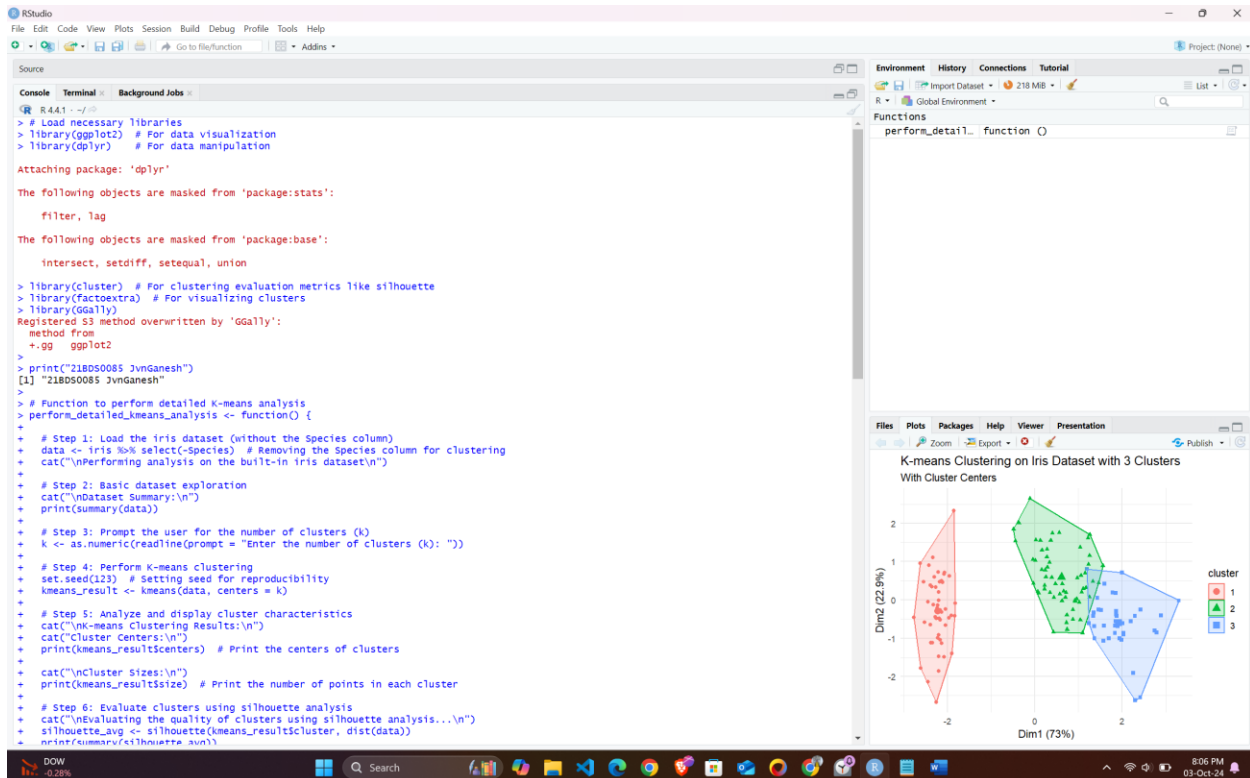 RStudio
File Edit Code View Plots Session Build Debug Profile Tools Help
Go to file/function
Addins
Project: (None)
Source
Console Terminal Background Jobs
R 4.4.1 · ~/
> # Load necessary libraries
> library(ggplot2)  # For data visualization
> library(dplyr)    # For data manipulation
Attaching package: 'dplyr'
The following objects are masked from 'package:stats':
    filter, lag
The following objects are masked from 'package:base':
    intersect, setdiff, setequal, union
> library(cluster)  # For clustering evaluation metrics like silhouette
> library(factoextra)  # For visualizing clusters
> library(GGally)
Registered S3 method overwritten by 'GGally':
  method from
  +.gg   ggplot2
>
> print("21BDS0085 JvnGanesh")
[1] "21BDS0085 JvnGanesh"
>
> # Function to perform detailed K-means analysis
> perform_detailed_kmeans_analysis <- function() {
+
+   # Step 1: Load the iris dataset (without the Species column)
+   data <- iris %>% select(-Species)  # Removing the Species column for clustering
+   cat("\nPerforming analysis on the built-in iris dataset\n")
+
+   # Step 2: Basic dataset exploration
+   cat("\nDataset Summary:\n")
+   print(summary(data))
+
+   # Step 3: Prompt the user for the number of clusters (k)
+   k <- as.numeric(readline(prompt = "Enter the number of clusters (k): "))
+
+   # Step 4: Perform K-means clustering
+   set.seed(123)  # Setting seed for reproducibility
+   kmeans_result <- kmeans(data, centers = k)
+
+   # Step 5: Analyze and display cluster characteristics
+   cat("\nK-means Clustering Results:\n")
+   cat("Cluster Centers:\n")
+   print(kmeans_result$centers)  # Print the centers of clusters
+
+   cat("\nCluster Sizes:\n")
+   print(kmeans_result$size)  # Print the number of points in each cluster
+
+   # Step 6: Evaluate clusters using silhouette analysis
+   cat("\nEvaluating the quality of clusters using silhouette analysis...\n")
+   silhouette_avg <- silhouette(kmeans_result$cluster, dist(data))
+   print(summary(silhouette_avg))
Environment History Connections Tutorial
Import Dataset 218 MiB List
R Global Environment
Functions
perform_detail… function ()
Files Plots Packages Help Viewer Presentation
Zoom Export Publish
K-means Clustering on Iris Dataset with 3 Clusters
With Cluster Centers
2
1
0
-1
-2
Dim2 (22.9%)
-2 0 2
Dim1 (73%)
cluster
1
2
3
DOW
-0.28%
Search
8:06 PM
03-Oct-24